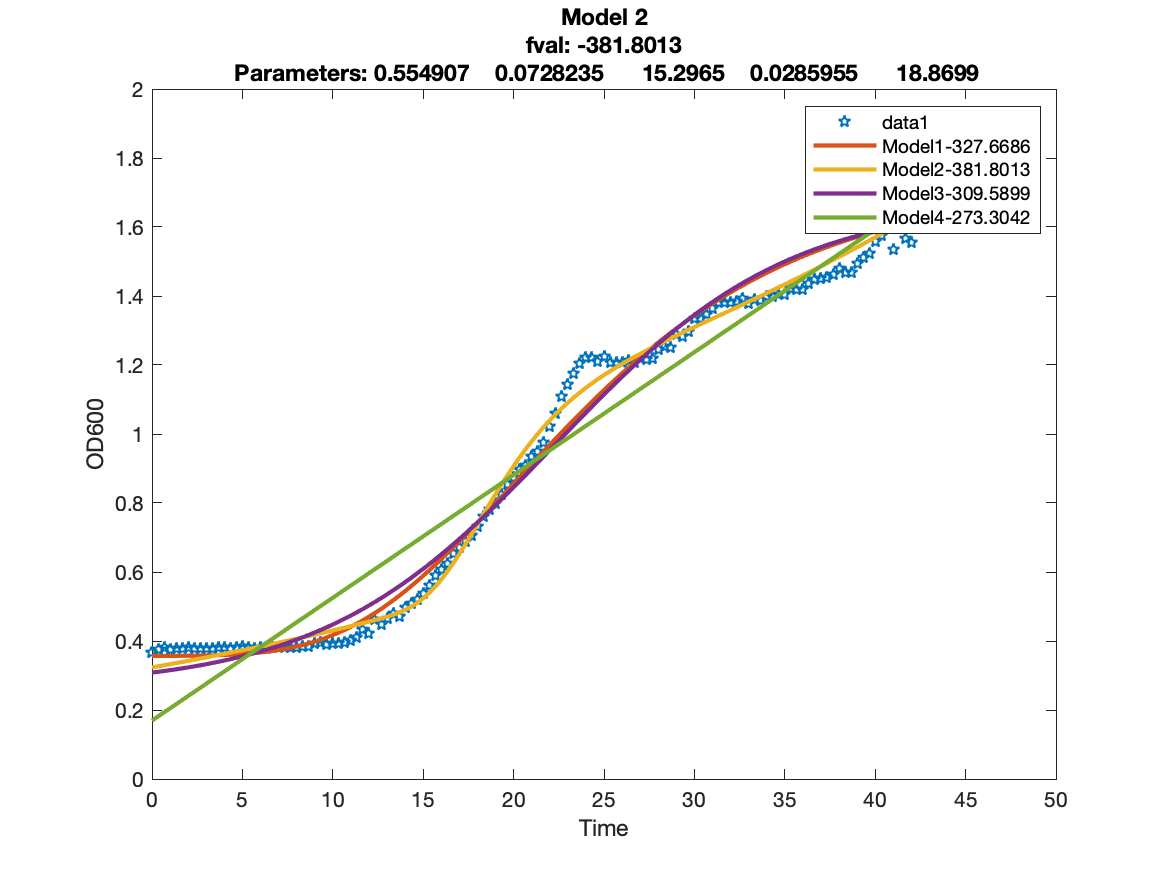 Model 2
fval: -381.8013
Parameters: 0.554907 0.0728235 15.2965 0.0285955 18.8699
2
1.8
1.6
1.4
1.2
1
0.8
0.6
0.4
0.2
0
OD600
data1
Model1-327.6686
Model2-381.8013
Model3-309.5899
Model4-273.3042
0 5 10 15 20 25 30 35 40 45 50
Time